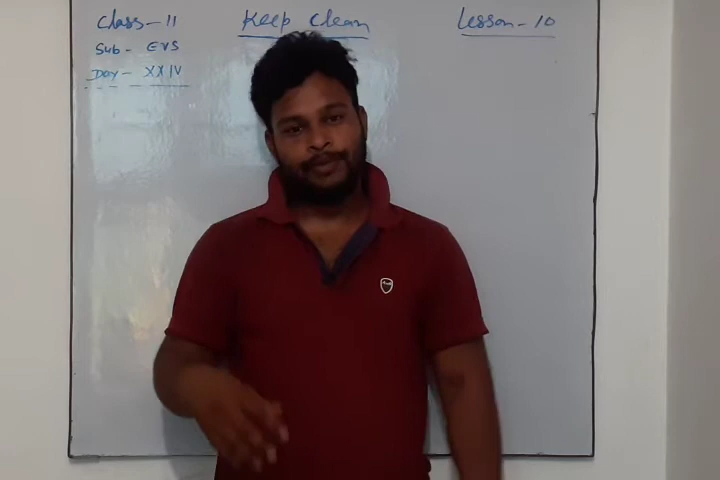 Class - II
Keep Clean
Lesson - 10
Sub - EVS
Day - XXIV